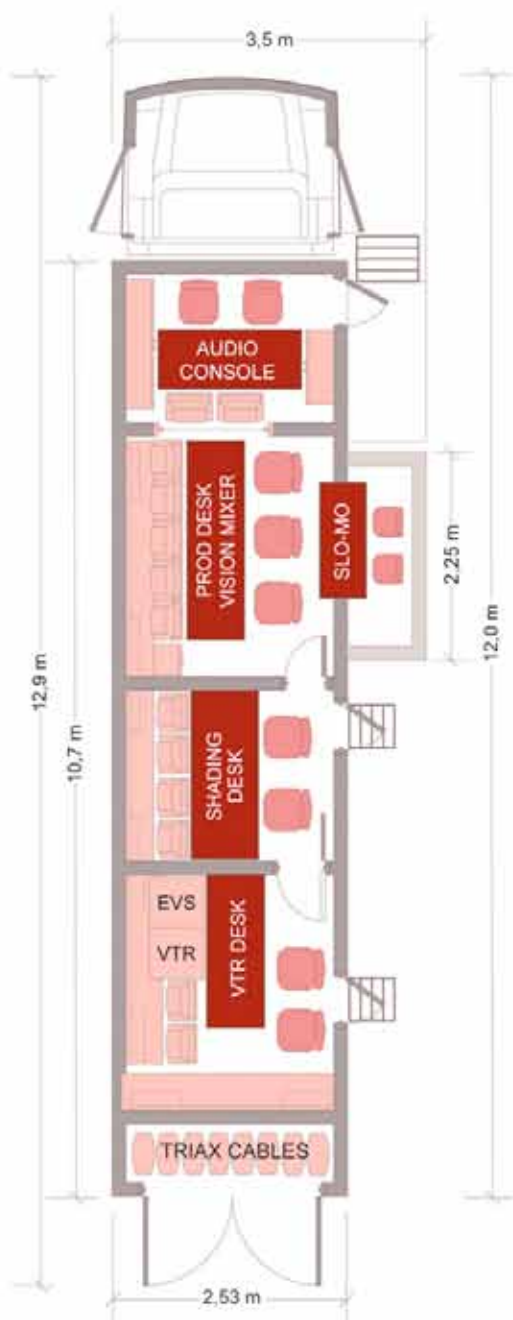 3,5 m
AUDIO
CONSOLE
PROD DESK
VISION MIXER
SLO-MO
2,25 m
12,0 m
12,9 m
10,7 m
SHADING
DESK
EVS
VTR
VTR DESK
TRIAX CABLES
2,53 m